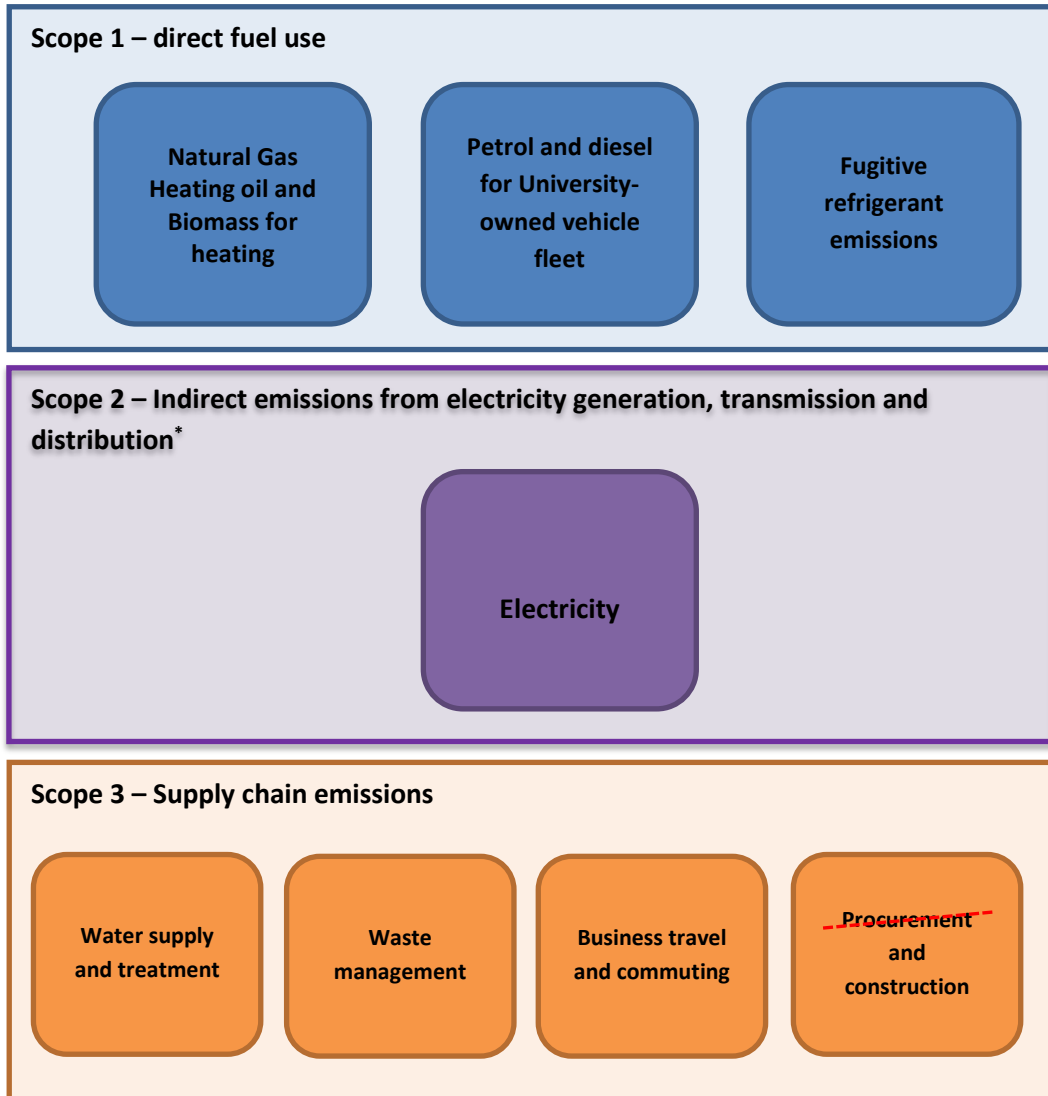 Scope 1 – direct fuel use
Natural Gas
Heating oil and
Biomass for
heating
Petrol and diesel
for University-
owned vehicle
fleet
Fugitive
refrigerant
emissions
Scope 2 – Indirect emissions from electricity generation, transmission and
distribution*
Electricity
Scope 3 – Supply chain emissions
Water supply
and treatment
Waste
management
Business travel
and commuting
Procurement
and
construction